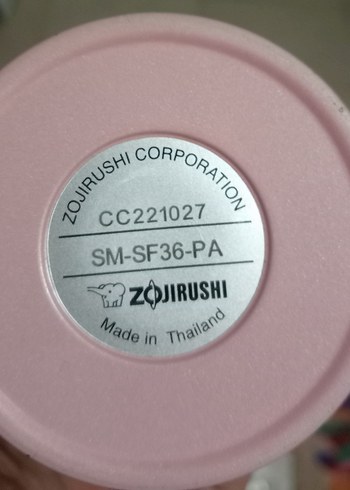 ZOJIRUSHI CORPORATION
CC221027
SM-SF36-PA
ZOJIRUSHI
Made in Thailand